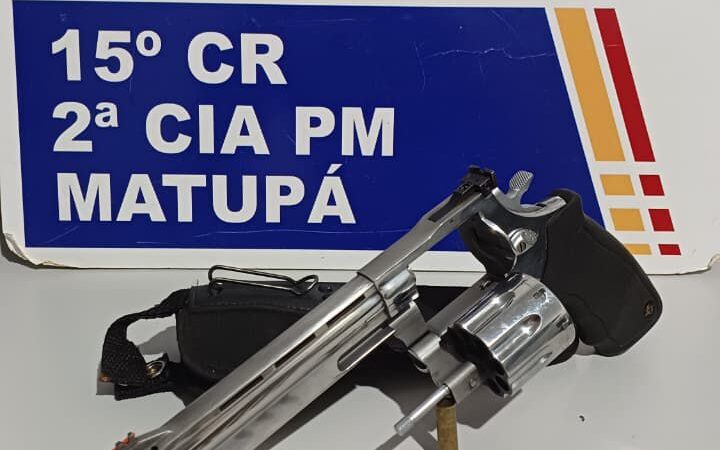 15º CR
2ª CIA PM
MATUPÁ